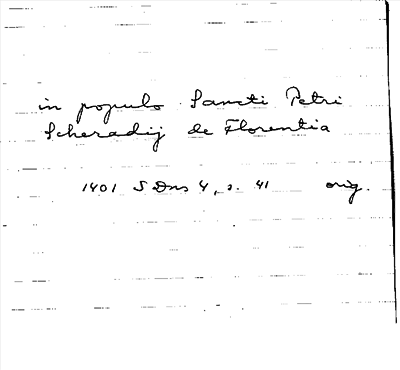 in populo Sancti Petri
Scheradij de Florentia
1401 S Dns 4, s. 41 orig.